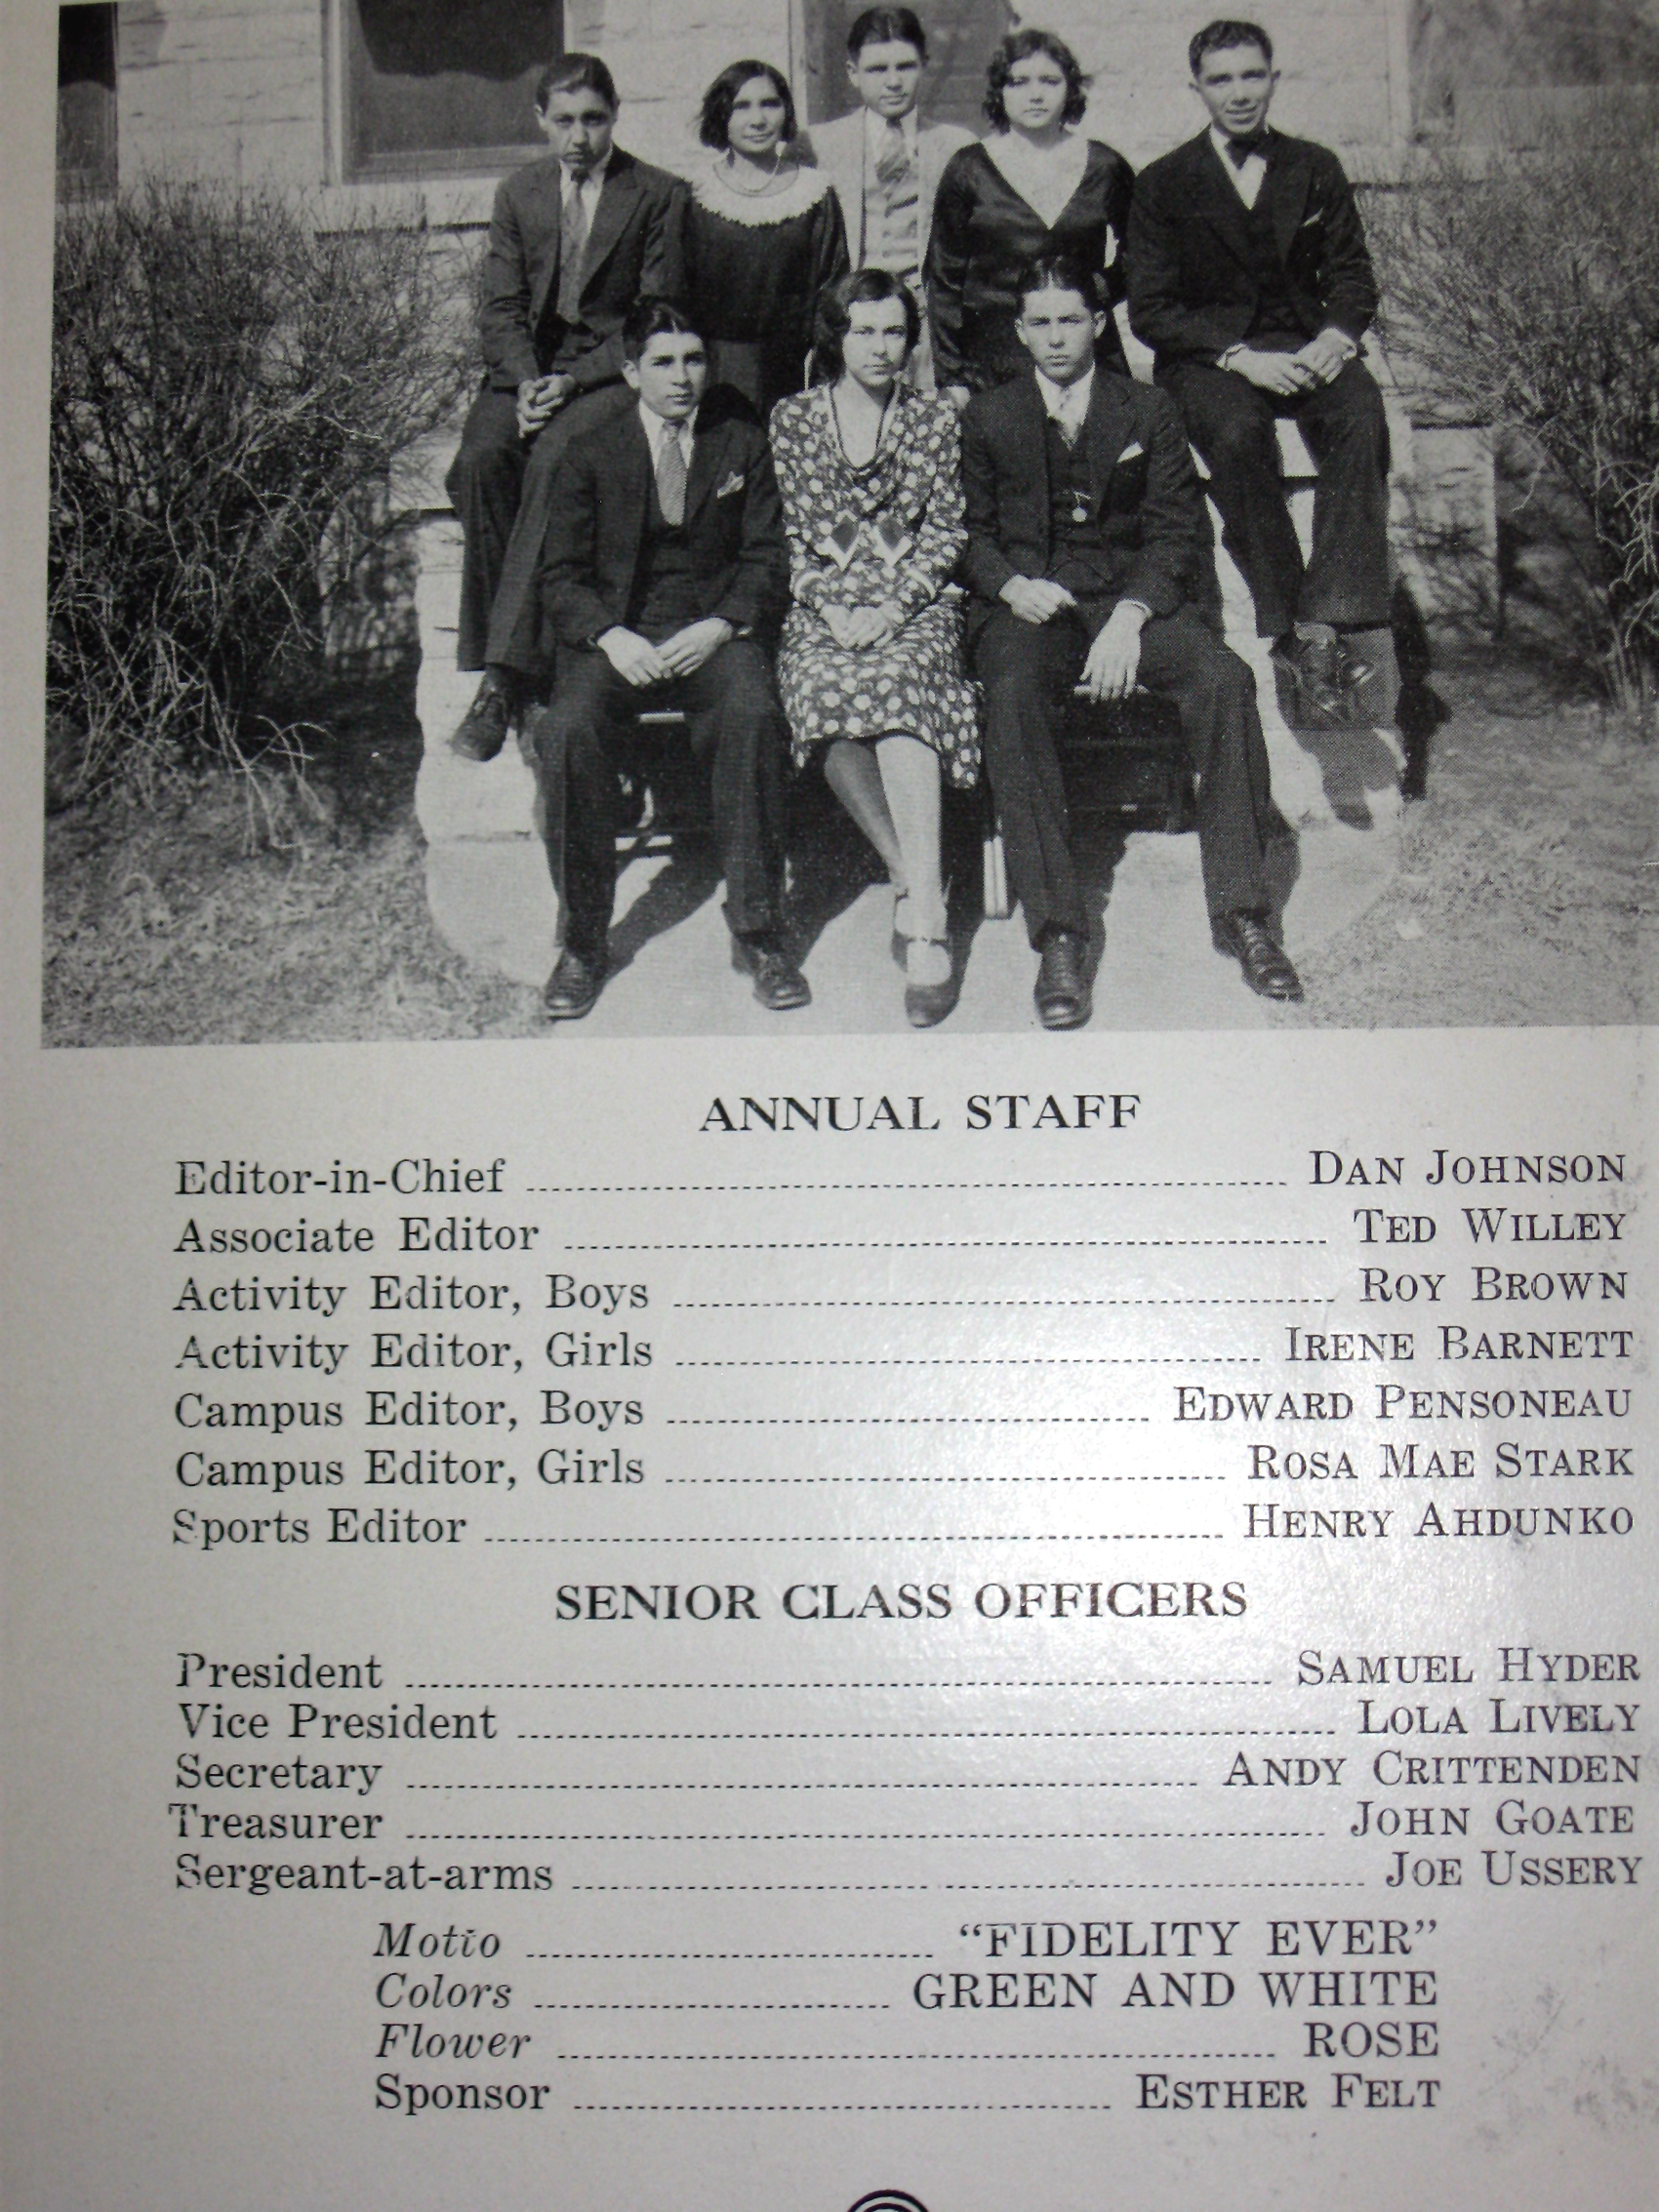 ANNUAL STAFF
Editor-in-Chief ........ DAN JOHNSON
Associate Editor ........ TED WILLEY
Activity Editor, Boys ........ ROY BROWN
Activity Editor, Girls ........ IRENE BARNETT
Campus Editor, Boys ........ EDWARD PENSONEAU
Campus Editor, Girls ........ ROSA MAE STARK
Sports Editor ........ HENRY AHDUNKO
SENIOR CLASS OFFICERS
President ........ SAMUEL HYDER
Vice President ........ LOLA LIVELY
Secretary ........ ANDY CRITTENDEN
Treasurer ........ JOHN GOATE
Sergeant-at-arms ........ JOE USSERY
Motto ........ "FIDELITY EVER"
Colors ........ GREEN AND WHITE
Flower ........ ROSE
Sponsor ........ ESTHER FELT